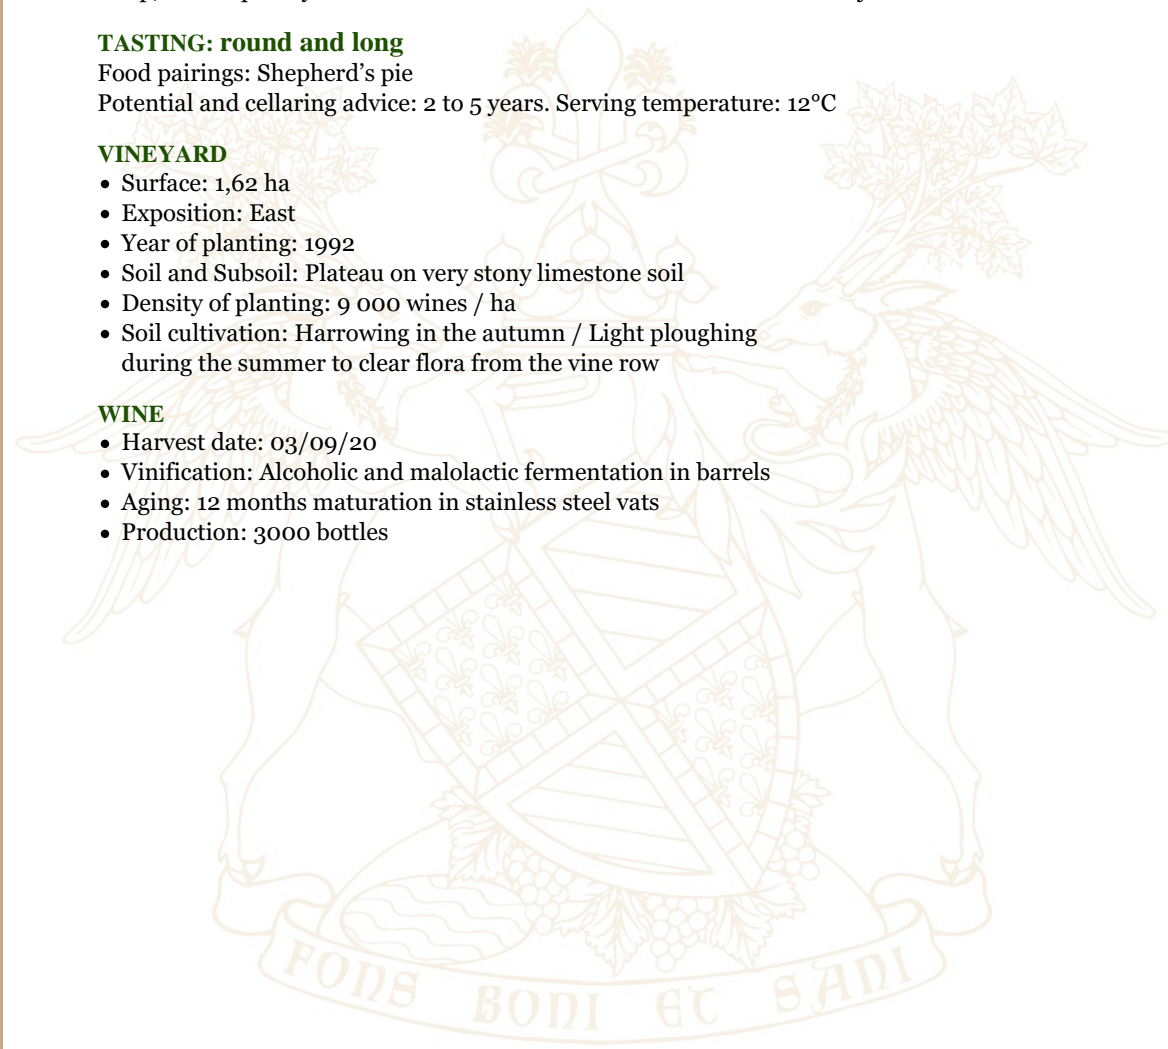 TASTING: round and long
Food pairings: Shepherd’s pie
Potential and cellaring advice: 2 to 5 years. Serving temperature: 12°C
VINEYARD
• Surface: 1,62 ha
• Exposition: East
• Year of planting: 1992
• Soil and Subsoil: Plateau on very stony limestone soil
• Density of planting: 9 000 wines / ha
• Soil cultivation: Harrowing in the autumn / Light ploughing
during the summer to clear flora from the vine row
WINE
• Harvest date: 03/09/20
• Vinification: Alcoholic and malolactic fermentation in barrels
• Aging: 12 months maturation in stainless steel vats
• Production: 3000 bottles
FONS BONI ET SANI